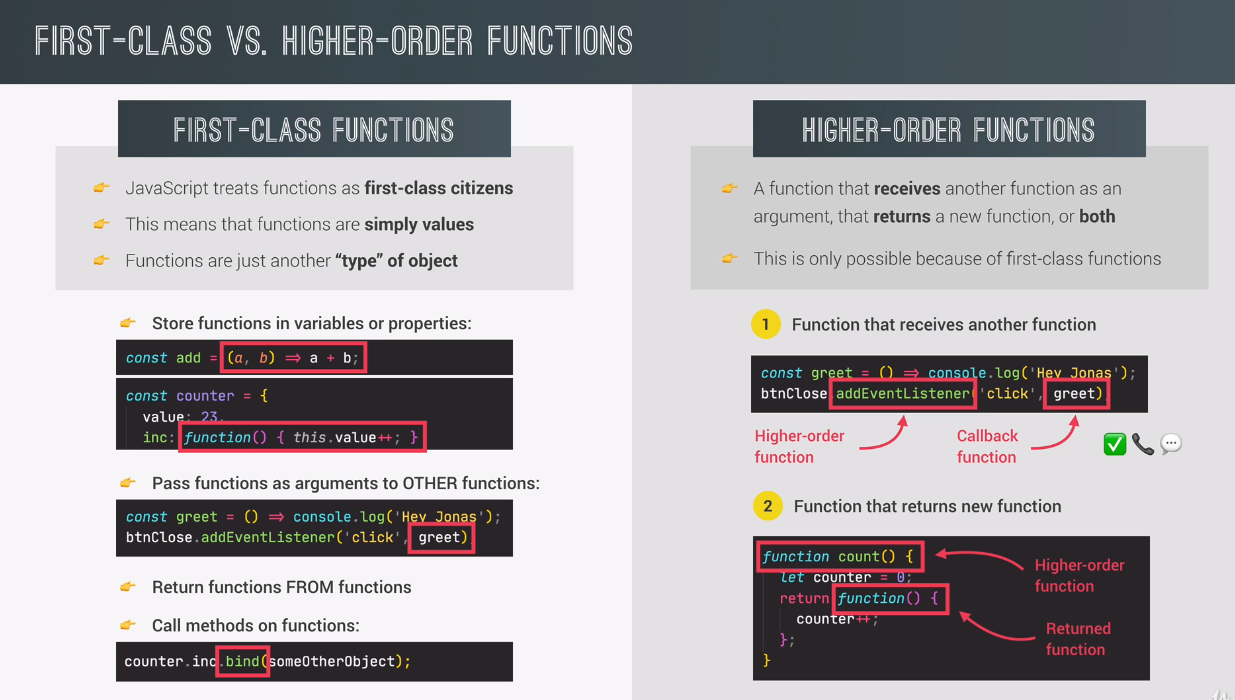 FIRST-CLASS VS. HIGHER-ORDER FUNCTIONS
FIRST-CLASS FUNCTIONS
👉 JavaScript treats functions as first-class citizens
👉 This means that functions are simply values
👉 Functions are just another “type” of object
👉 Store functions in variables or properties:
const add = (a, b) => a + b;
const counter = {
value: 23,
inc: function() { this.value++; }
👉 Pass functions as arguments to OTHER functions:
const greet = () => console.log('Hey Jonas');
btnClose.addEventListener('click', greet)
👉 Return functions FROM functions
👉 Call methods on functions:
counter.inc.bind(someOtherObject);
HIGHER-ORDER FUNCTIONS
👉 A function that receives another function as an
argument, that returns a new function, or both
👉 This is only possible because of first-class functions
1 Function that receives another function
const greet = () => console.log('Hey Jonas');
btnClose.addEventListener('click', greet)
Higher-order
function
Callback
function
✅ 📞 💬
2 Function that returns new function
function count() {
let counter = 0;
return function() {
counter++;
};
}
Higher-order
function
Returned
function